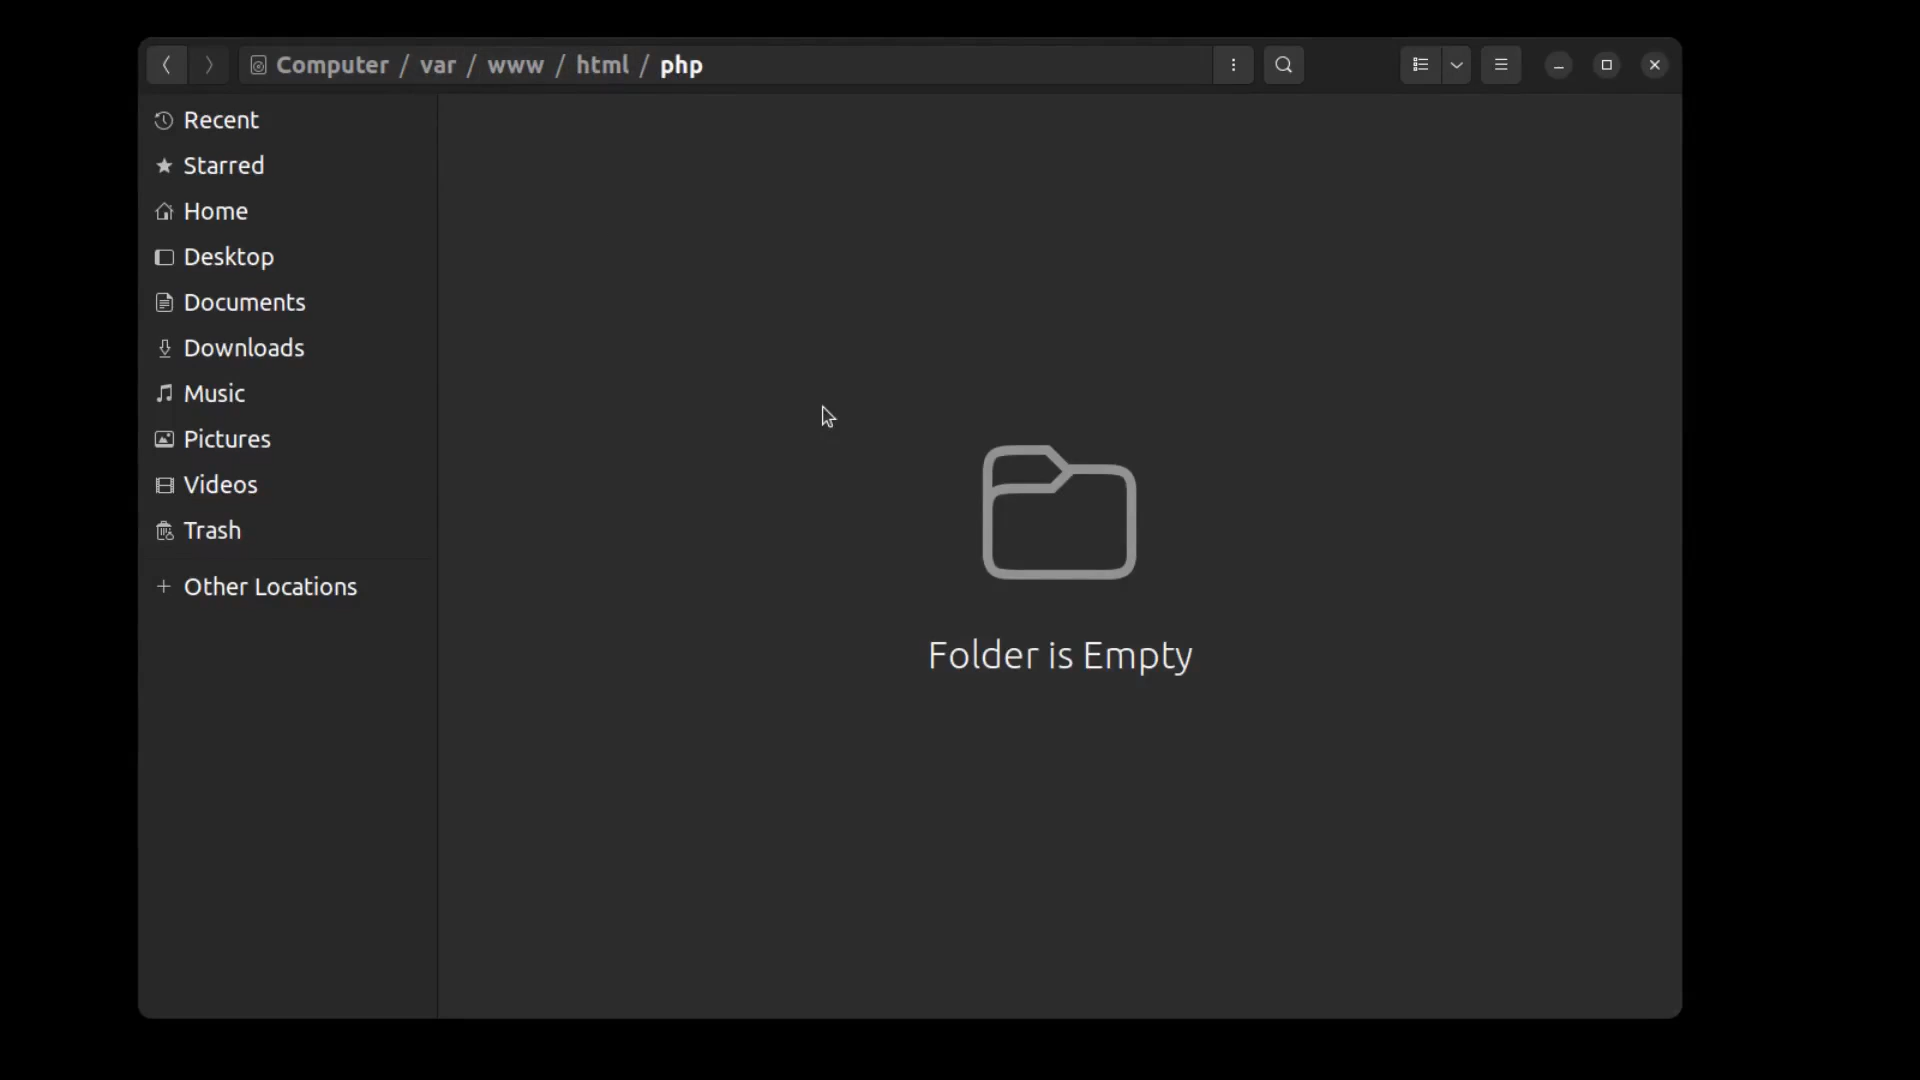 Computer / var / www / html / php
Recent
Starred
Home
Desktop
Documents
Downloads
Music
Pictures
Videos
Trash
Other Locations
Folder is Empty